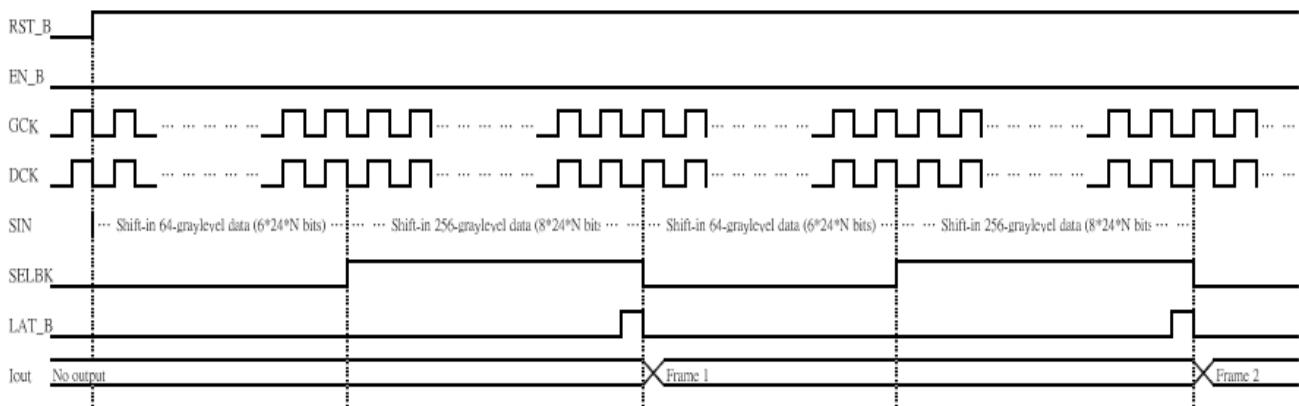 RST_B
EN_B
GCK
DCK
SIN ... Shift-in 64-graylevel data (6*24*N bits) ... ... ... Shift-in 256-graylevel data (8*24*N bits ... ... ... Shift-in 64-graylevel data (6*24*N bits) ... ... ... Shift-in 256-graylevel data (8*24*N bits ... ...
SELBK
LAT_B
Iout No output Frame 1 Frame 2